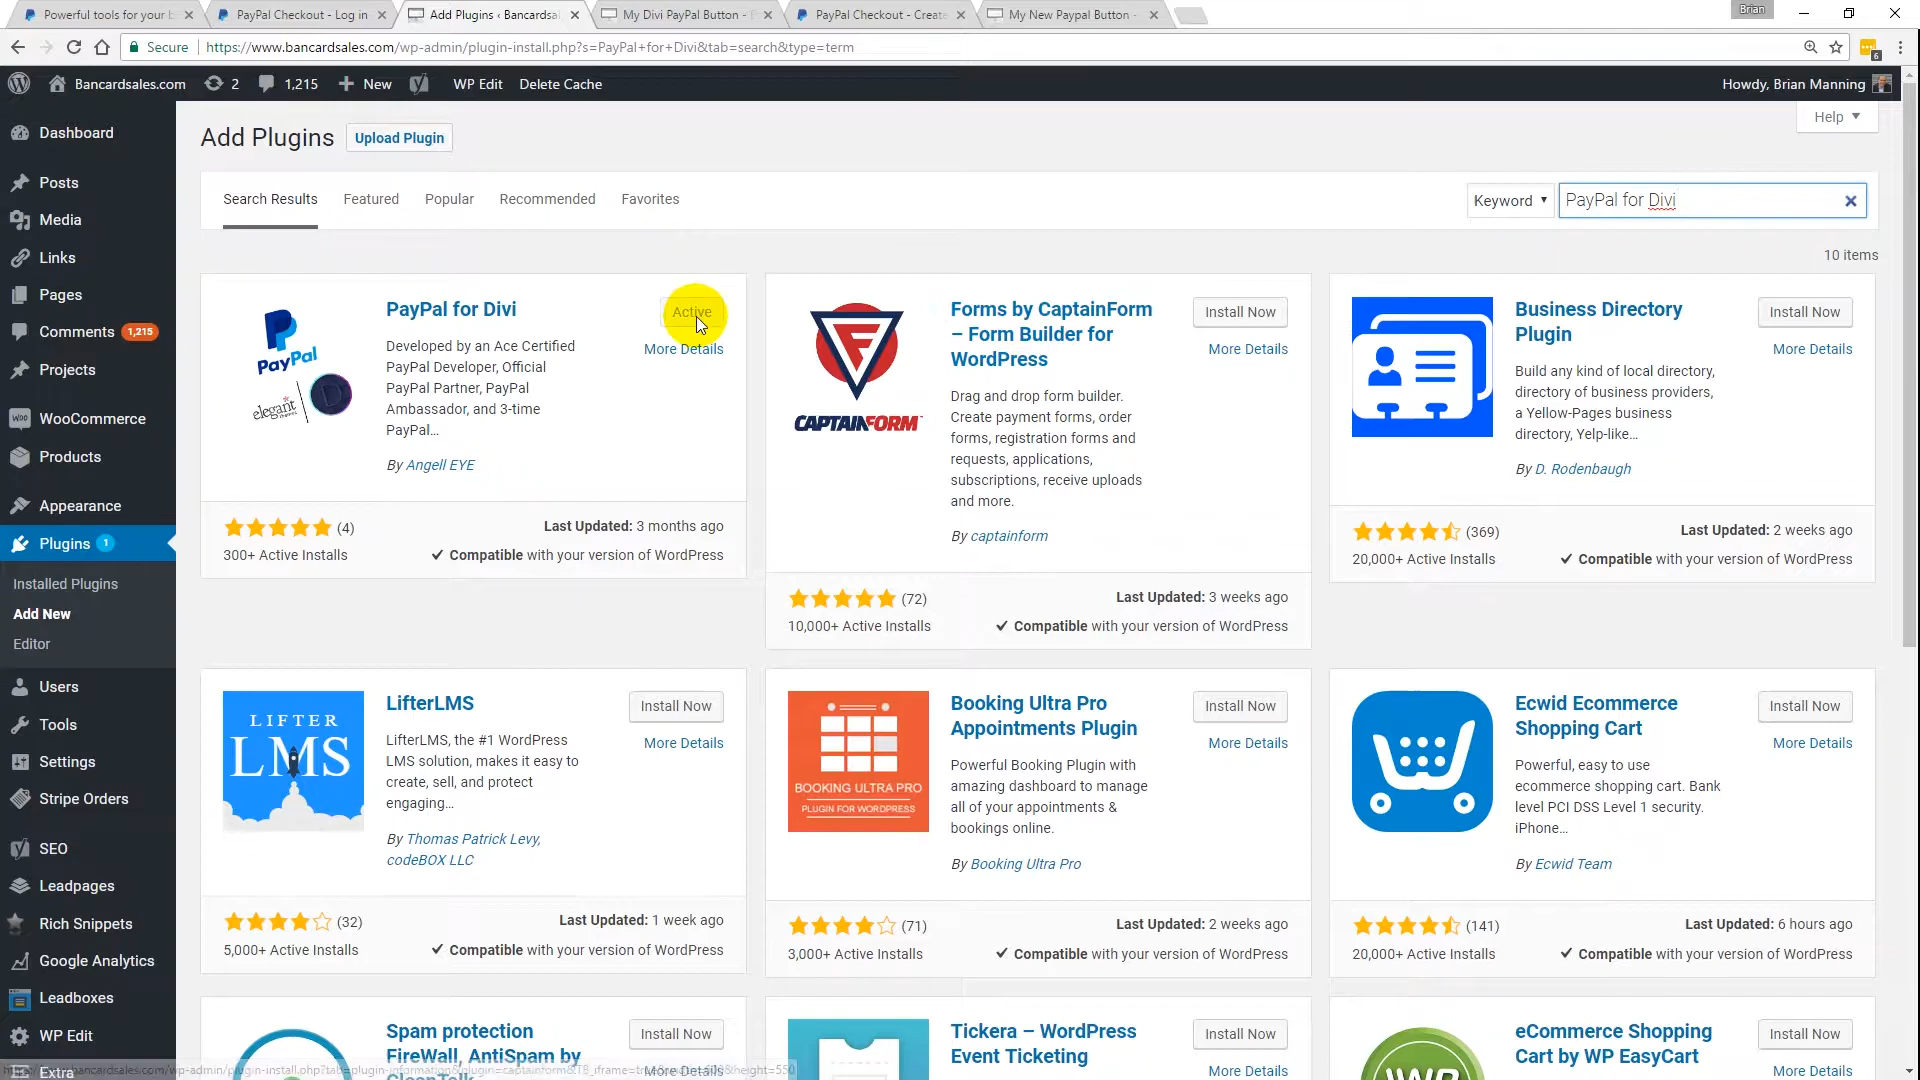 Powerful tools for your b
PayPal Checkout - Log in
Add Plugins ‹ Bancardsa
My Divi PayPal Button -
PayPal Checkout - Create
My New Paypal Button -
Brian
Secure
https://www.bancardsales.com/wp-admin/plugin-install.php?s=PayPal+for+Divi&tab=search&type=term
6
Bancardsales.com
2
1,215
New
WP Edit
Delete Cache
Howdy, Brian Manning
Help
Dashboard
Posts
Media
Links
Pages
Comments 1,215
Projects
WooCommerce
Products
Appearance
Plugins 1
Installed Plugins
Add New
Editor
Users
Tools
Settings
Stripe Orders
SEO
Leadpages
Rich Snippets
Google Analytics
Leadboxes
WP Edit
Extra
Add Plugins
Upload Plugin
Search Results
Featured
Popular
Recommended
Favorites
Keyword
PayPal for Divi
10 items
PayPal
elegant
PayPal for Divi
Active
More Details
Developed by an Ace Certified
PayPal Developer, Official
PayPal Partner, PayPal
Ambassador, and 3-time
PayPal...
By Angell EYE
(4)
Last Updated: 3 months ago
300+ Active Installs
Compatible with your version of WordPress
CAPTAINFORM
Forms by CaptainForm
– Form Builder for
WordPress
Install Now
More Details
Drag and drop form builder.
Create payment forms, order
forms, registration forms and
requests, applications,
subscriptions, receive uploads
and more.
By captainform
(72)
Last Updated: 3 weeks ago
10,000+ Active Installs
Compatible with your version of WordPress
Business Directory
Plugin
Install Now
More Details
Build any kind of local directory,
directory of business providers,
a Yellow-Pages business
directory, Yelp-like...
By D. Rodenbaugh
(369)
Last Updated: 2 weeks ago
20,000+ Active Installs
Compatible with your version of WordPress
LIFTER
LMS
LifterLMS
Install Now
More Details
LifterLMS, the #1 WordPress
LMS solution, makes it easy to
create, sell, and protect
engaging...
By Thomas Patrick Levy,
codeBOX LLC
(32)
Last Updated: 1 week ago
5,000+ Active Installs
Compatible with your version of WordPress
BOOKING ULTRA PRO
PLUGIN FOR WORDPRESS
Booking Ultra Pro
Appointments Plugin
Install Now
More Details
Powerful Booking Plugin with
amazing dashboard to manage
all of your appointments &
bookings online.
By Booking Ultra Pro
(71)
Last Updated: 2 weeks ago
3,000+ Active Installs
Compatible with your version of WordPress
Ecwid Ecommerce
Shopping Cart
Install Now
More Details
Powerful, easy to use
ecommerce shopping cart. Bank
level PCI DSS Level 1 security.
iPhone...
By Ecwid Team
(141)
Last Updated: 6 hours ago
20,000+ Active Installs
Compatible with your version of WordPress
Spam protection
FireWall, AntiSpam by
CleanTalk
Install Now
More Details
Tickera – WordPress
Event Ticketing
Install Now
More Details
eCommerce Shopping
Cart by WP EasyCart
Install Now
More Details